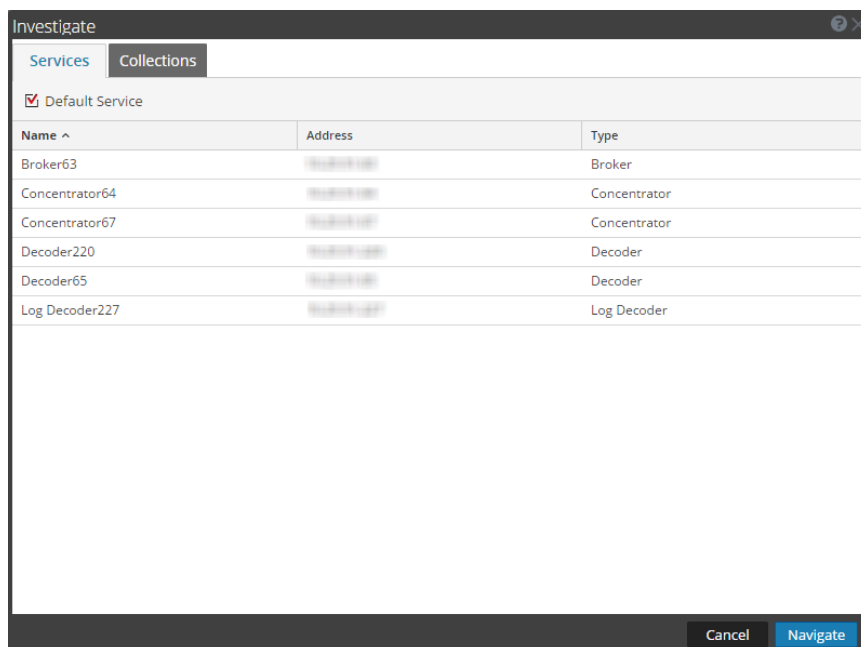 Investigate
Services Collections
Default Service
Name Address Type
Broker63 Broker
Concentrator64 Concentrator
Concentrator67 Concentrator
Decoder220 Decoder
Decoder65 Decoder
Log Decoder227 Log Decoder
Cancel Navigate